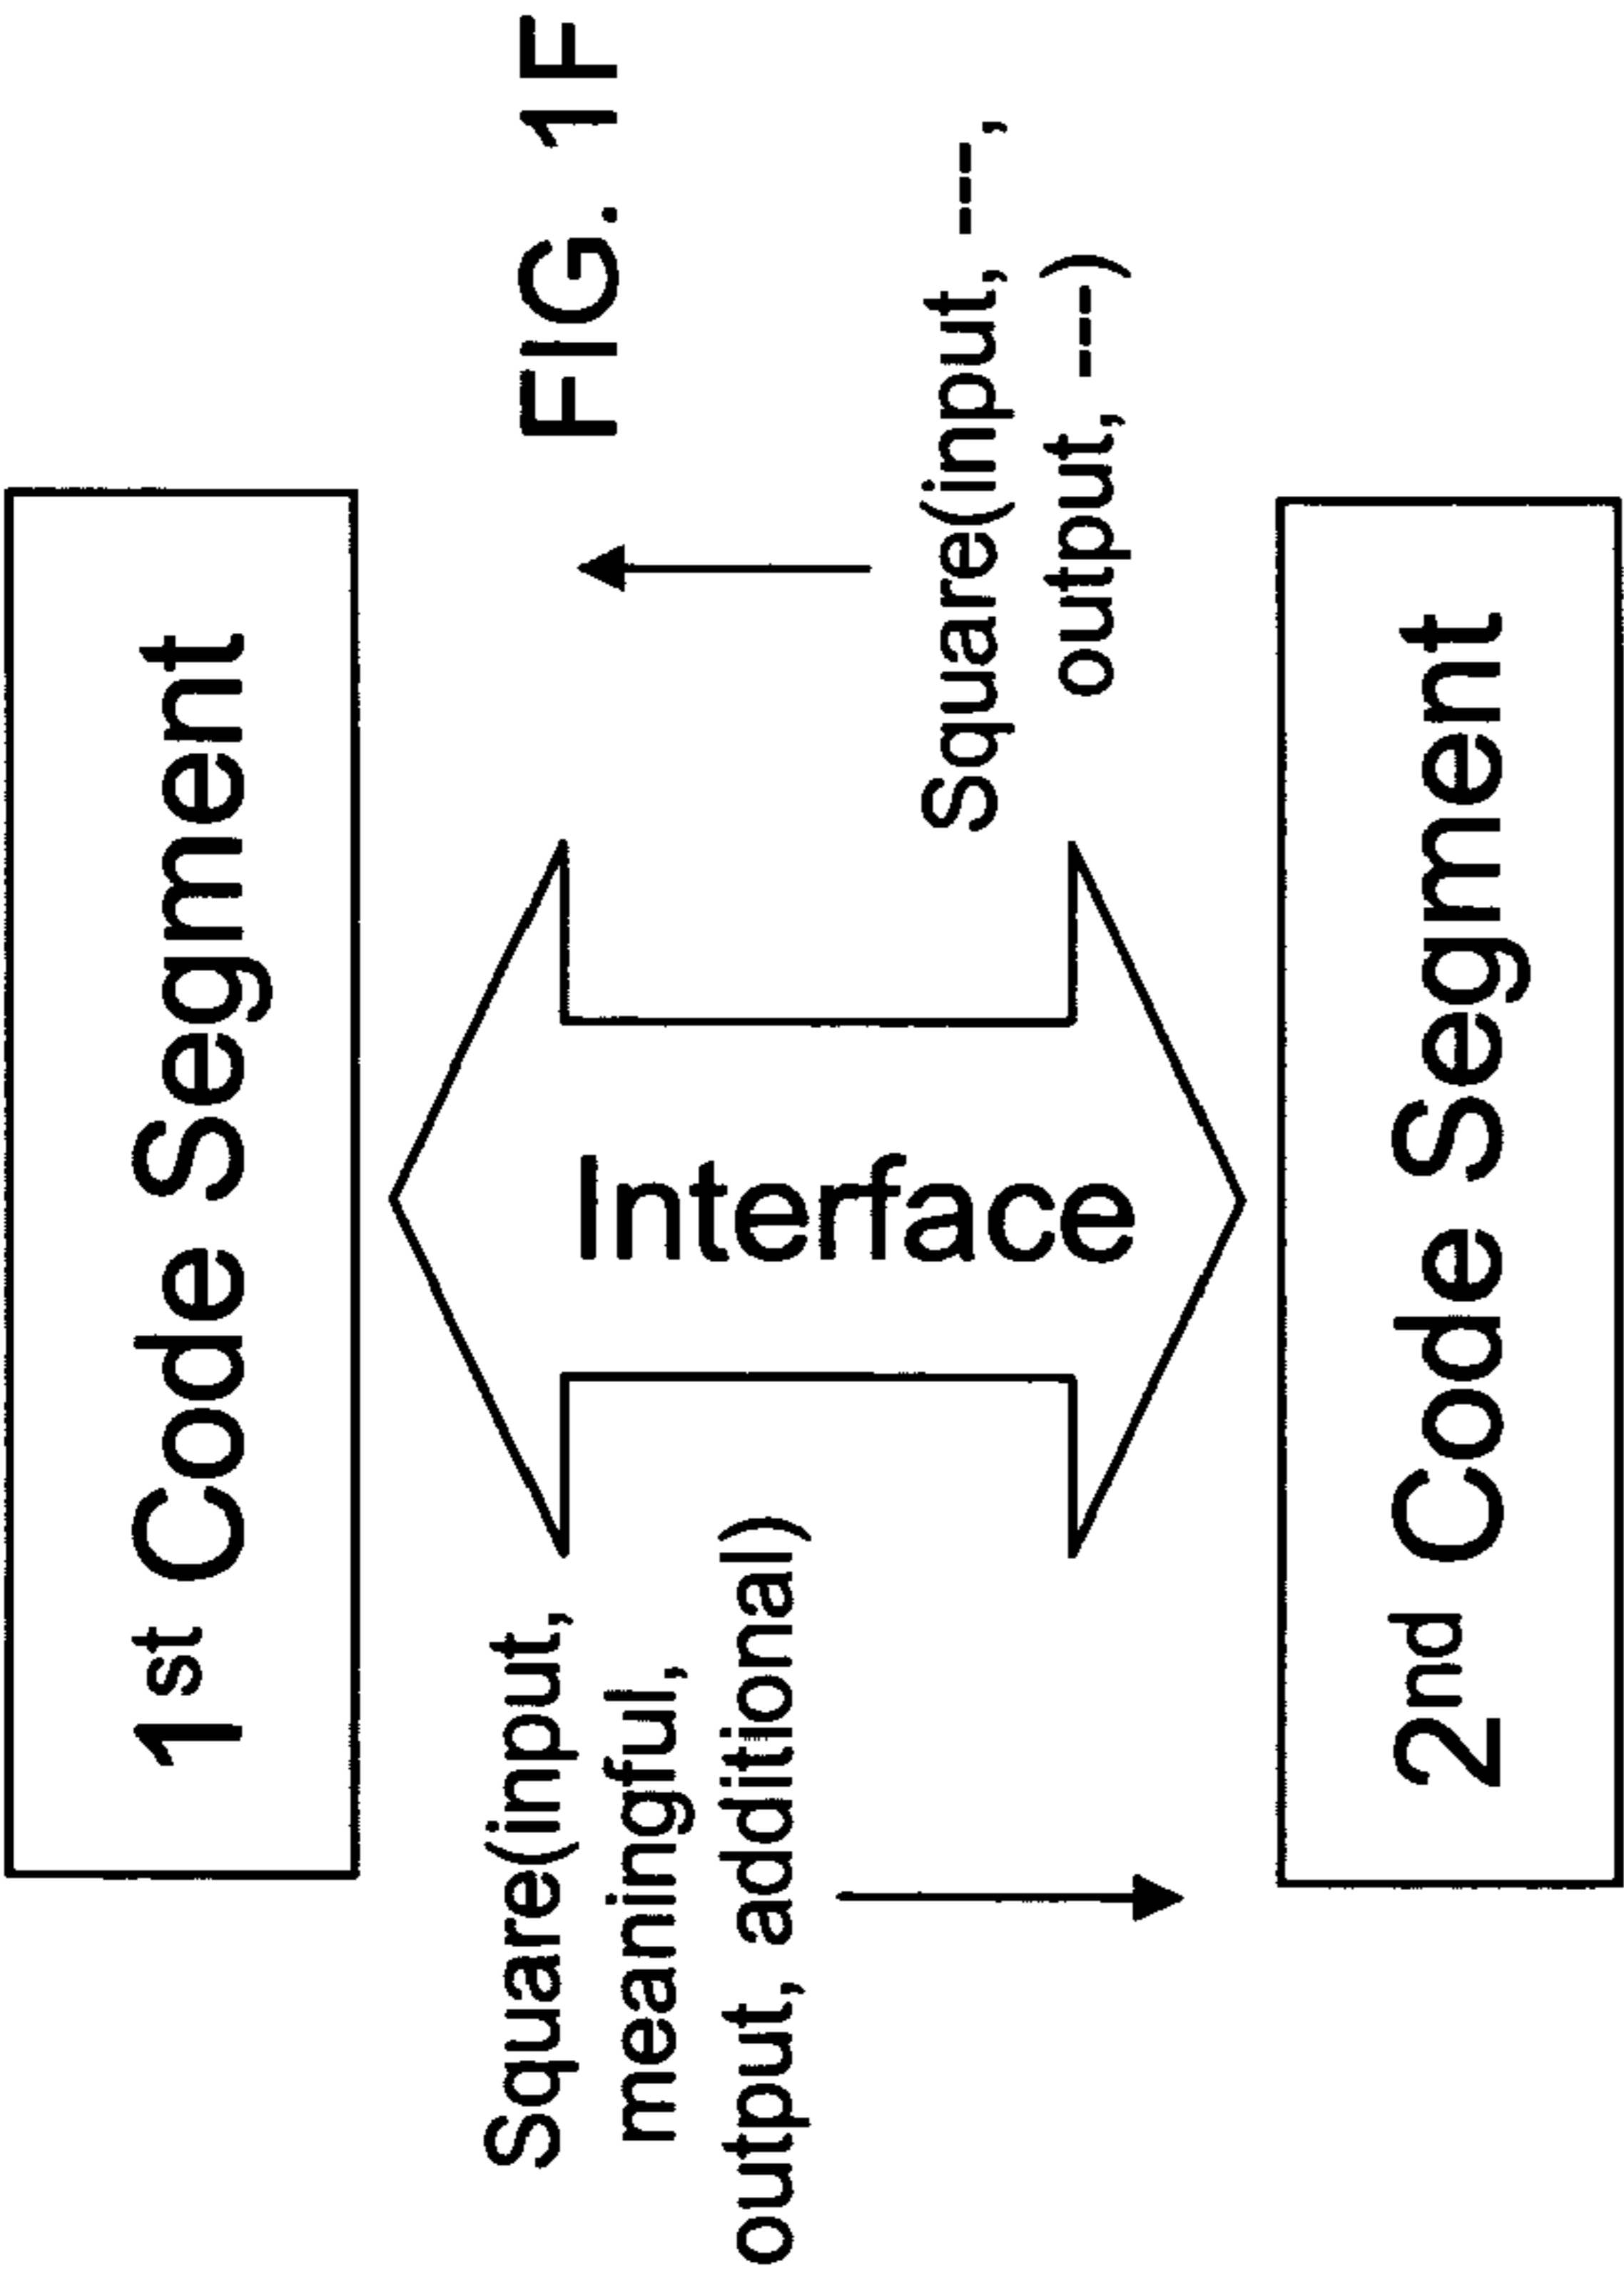 1st Code Segment
FIG. 1F
Square(input,
meaningful,
output, additional)
Interface
Square(input, ---,
output, ---)
2nd Code Segment